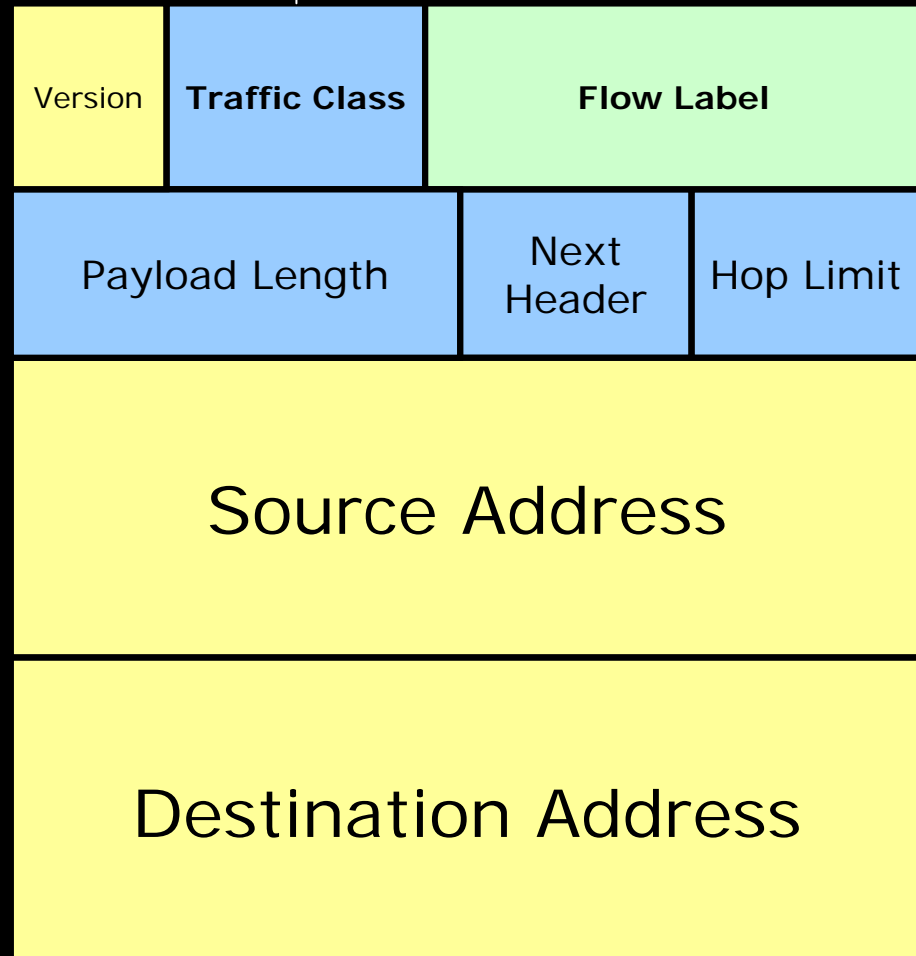 Version
Traffic Class
Flow Label
Payload Length
Next
Header
Hop Limit
Source Address
Destination Address